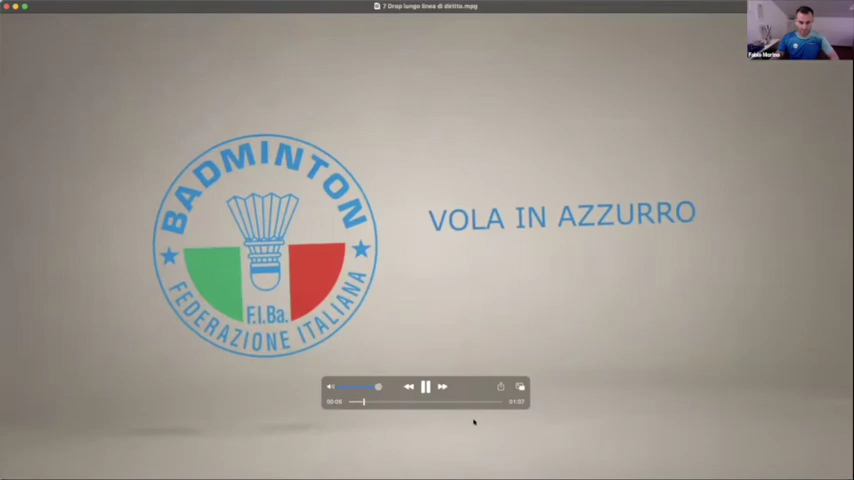 7 Drop lungo linea di diritto.mpg
Fabio Morino
BADMINTON
F.I.Ba.
FEDERAZIONE ITALIANA
VOLA IN AZZURRO
00:05
01:07